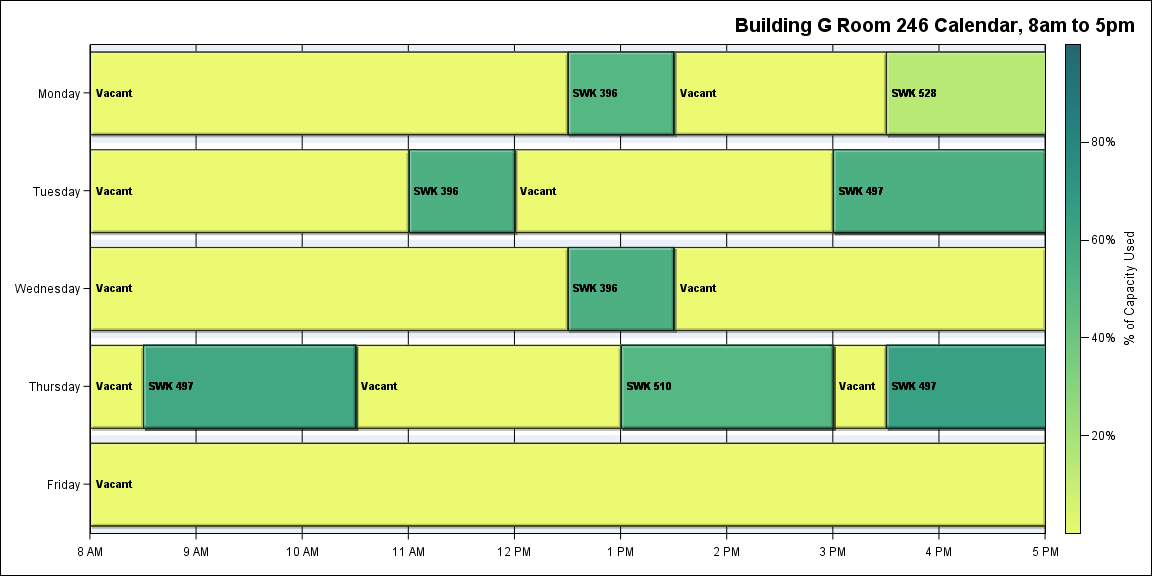 Building G Room 246 Calendar, 8am to 5pm
Monday
Vacant
SWK 396
Vacant
SWK 528
Tuesday
Vacant
SWK 396
Vacant
SWK 497
Wednesday
Vacant
SWK 396
Vacant
Thursday
Vacant
SWK 497
Vacant
SWK 510
Vacant
SWK 497
Friday
Vacant
8 AM
9 AM
10 AM
11 AM
12 PM
1 PM
2 PM
3 PM
4 PM
5 PM
80%
60%
40%
20%
% of Capacity Used